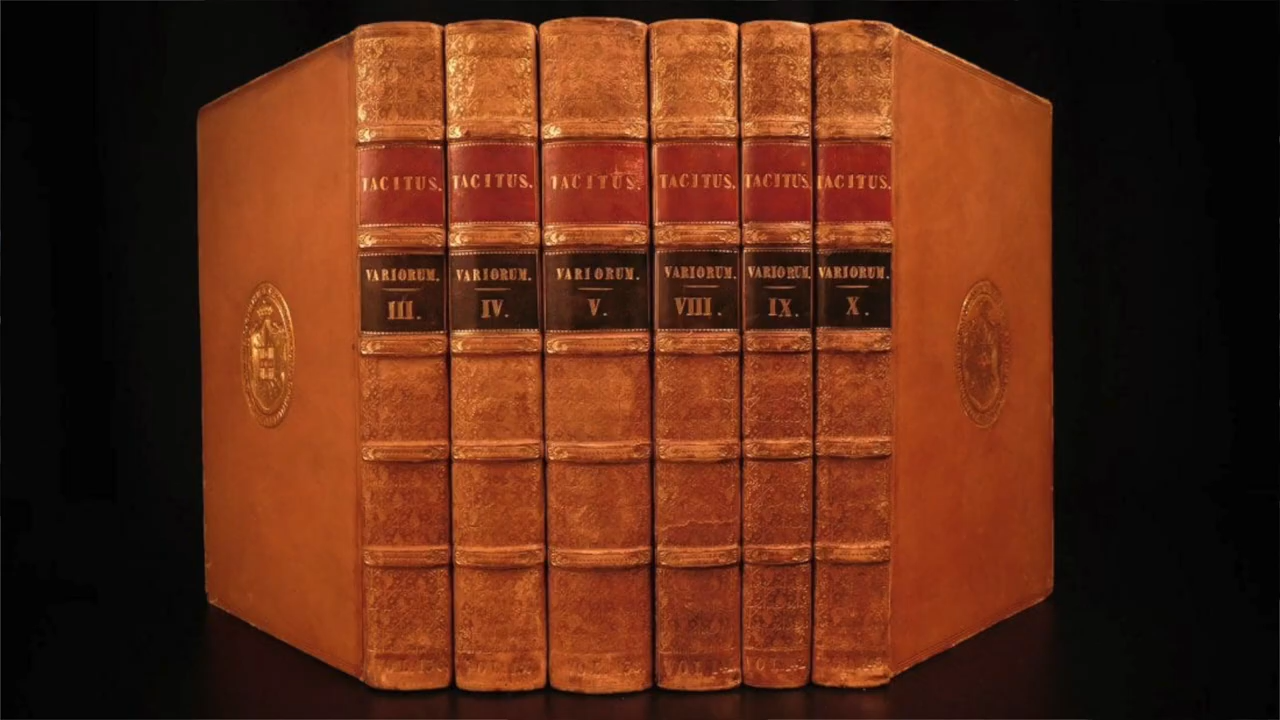 TACITUS.
VARIORUM.
III.
TACITUS.
VARIORUM.
IV.
TACITUS.
VARIORUM.
V.
TACITUS.
VARIORUM.
VIII.
TACITUS.
VARIORUM.
IX.
TACITUS.
VARIORUM.
X.